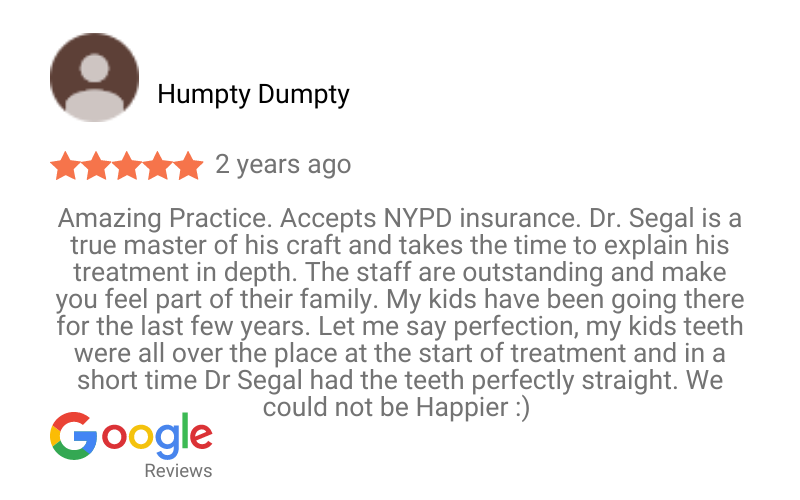 Humpty Dumpty
2 years ago
Amazing Practice. Accepts NYPD insurance. Dr. Segal is a
true master of his craft and takes the time to explain his
treatment in depth. The staff are outstanding and make
you feel part of their family. My kids have been going there
for the last few years. Let me say perfection, my kids teeth
were all over the place at the start of treatment and in a
short time Dr Segal had the teeth perfectly straight. We
could not be Happier :)
Google
Reviews